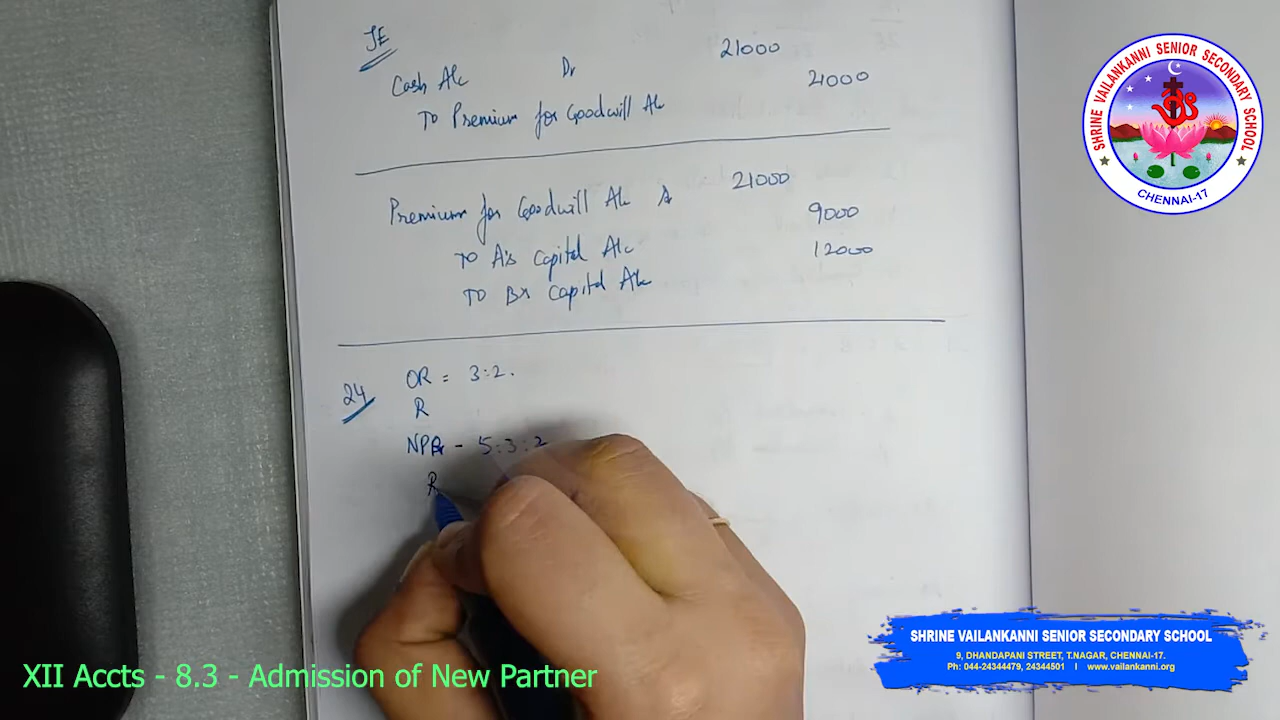 JE
Cash A/c Dr 21000
To Premium for Goodwill A/c 21000
Premium for Goodwill A/c Dr 21000
To A's Capital A/c 9000
To B's Capital A/c 12000
24 OR = 3:2.
R
NPR - 5:3:2
R
SHRINE VAILANKANNI SENIOR SECONDARY SCHOOL
CHENNAI-17
SHRINE VAILANKANNI SENIOR SECONDARY SCHOOL
9, DHANDAPANI STREET, T.NAGAR, CHENNAI-17.
Ph: 044-24344479, 24344501 I www.vailankanni.org
XII Accts - 8.3 - Admission of New Partner